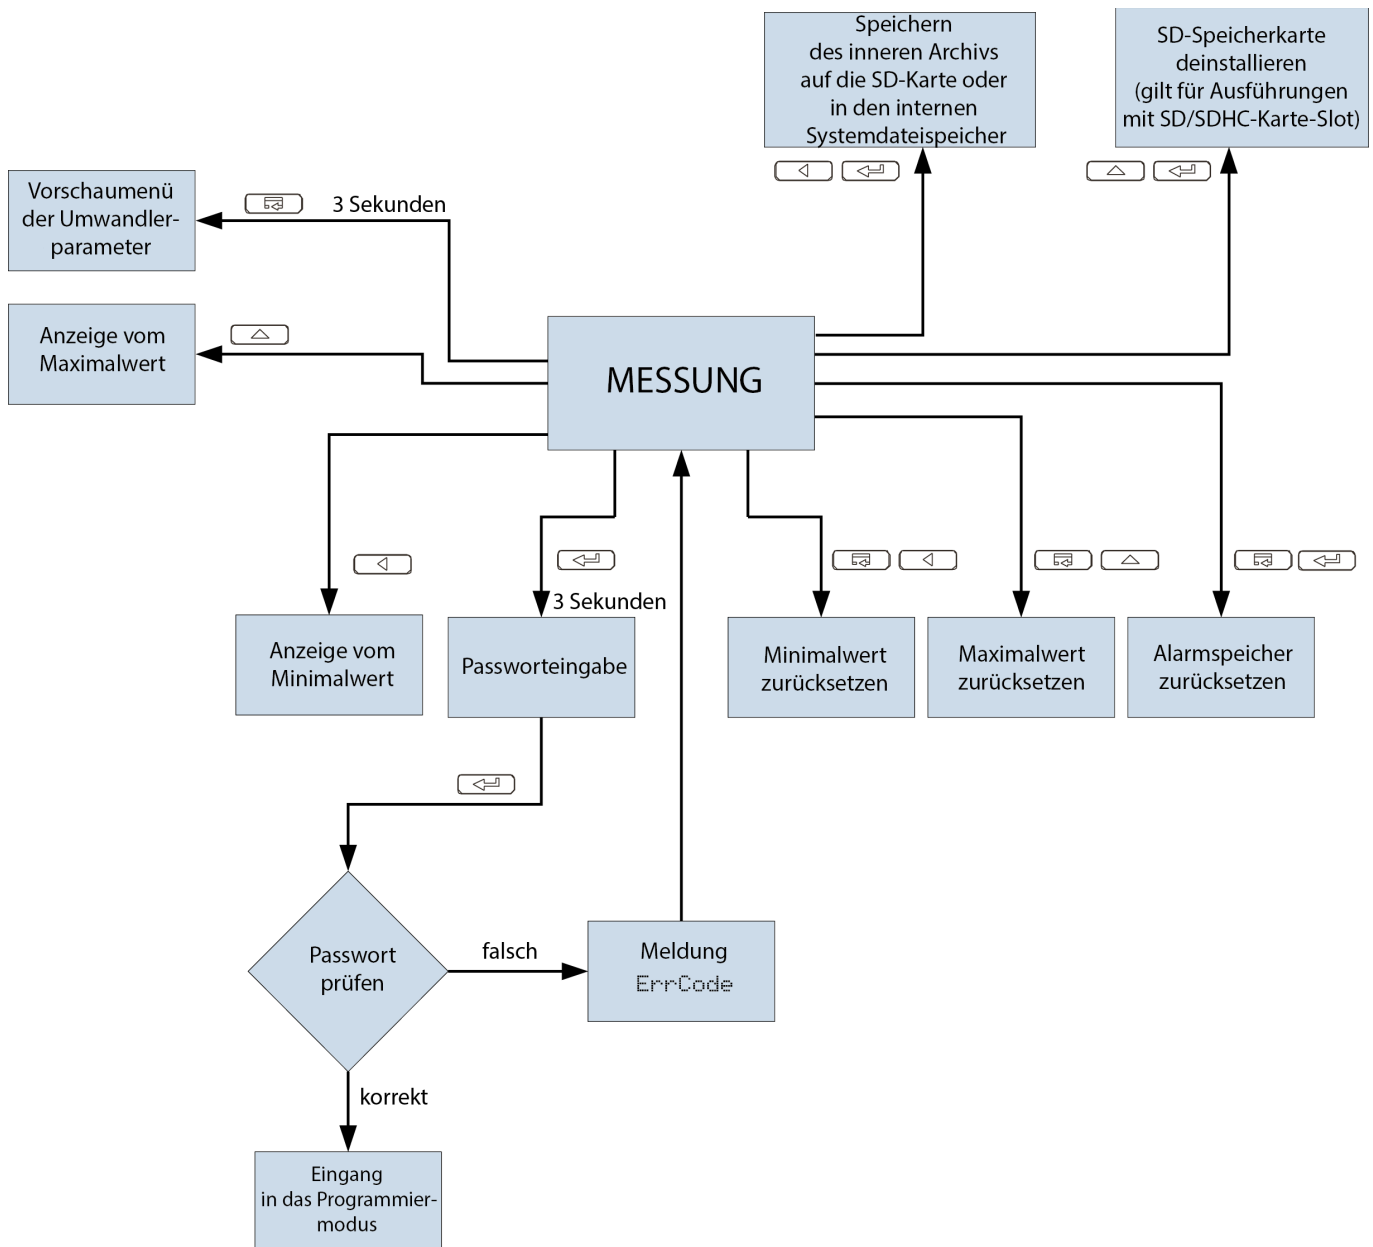 Speichern
des inneren Archivs
auf die SD-Karte oder
in den internen
Systemdateispeicher
SD-Speicherkarte
deinstallieren
(gilt für Ausführungen
mit SD/SDHC-Karte-Slot)
Vorschaumenü
der Umwandler-
parameter
3 Sekunden
Anzeige vom
Maximalwert
MESSUNG
3 Sekunden
Anzeige vom
Minimalwert
Passworteingabe
Minimalwert
zurücksetzen
Maximalwert
zurücksetzen
Alarmspeicher
zurücksetzen
Passwort
prüfen
falsch
Meldung
ErrCode
korrekt
Eingang
in das Programmier-
modus